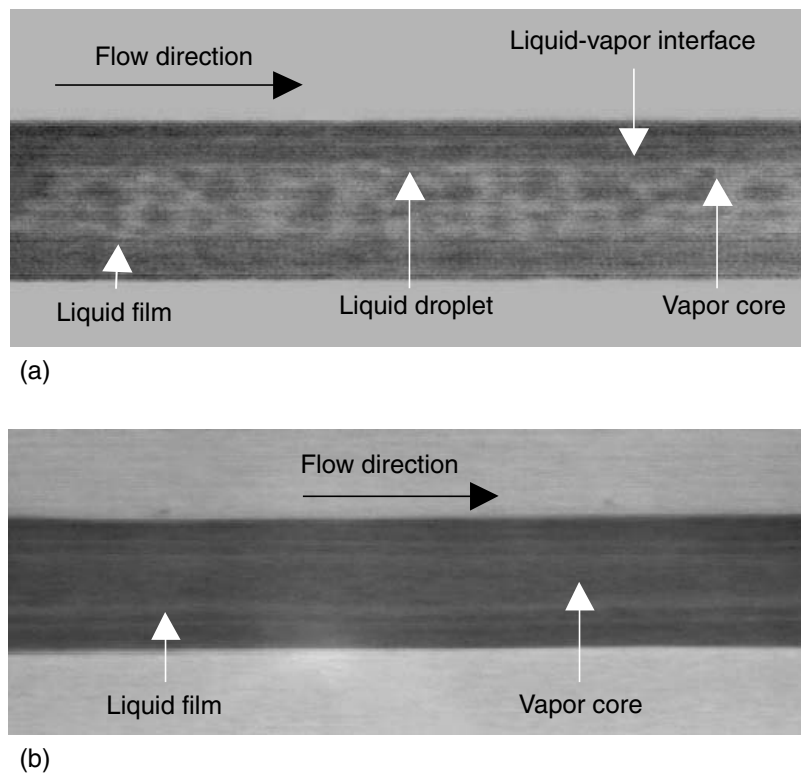 Liquid-vapor interface
Flow direction
Liquid film
Liquid droplet
Vapor core
(a)
Flow direction
Liquid film
Vapor core
(b)